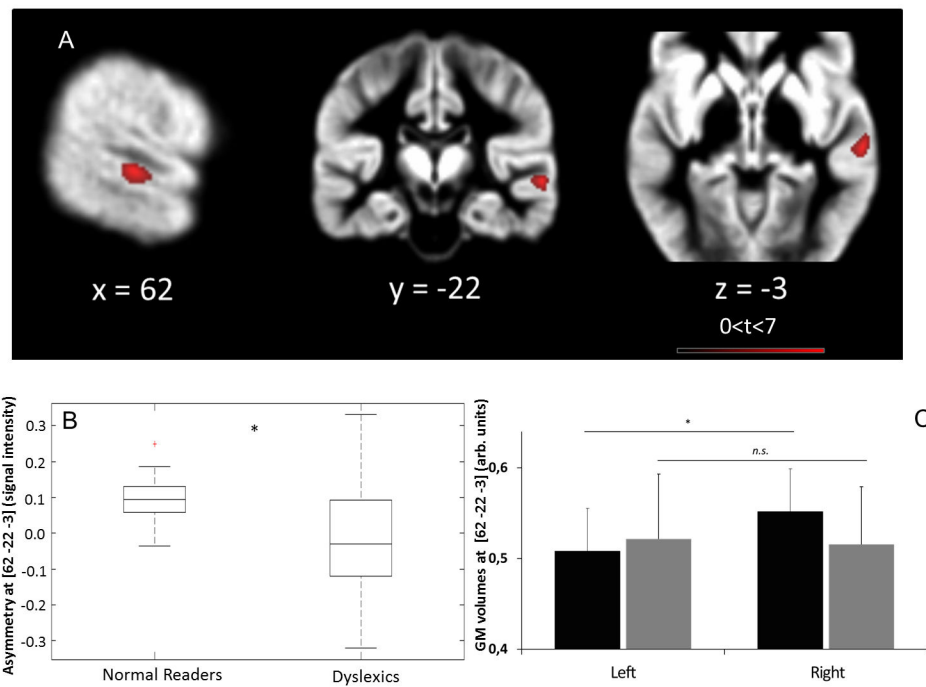 A
x = 62
y = -22
z = -3
0<t<7
B
*
Asymmetry at [62 -22 -3] (signal intensity)
0.3
0.2
0.1
0.0
-0.1
-0.2
-0.3
Normal Readers
Dyslexics
C
*
n.s.
GM volumes at [62 -22 -3] (arb. units)
0,6
0,5
0,4
Left
Right